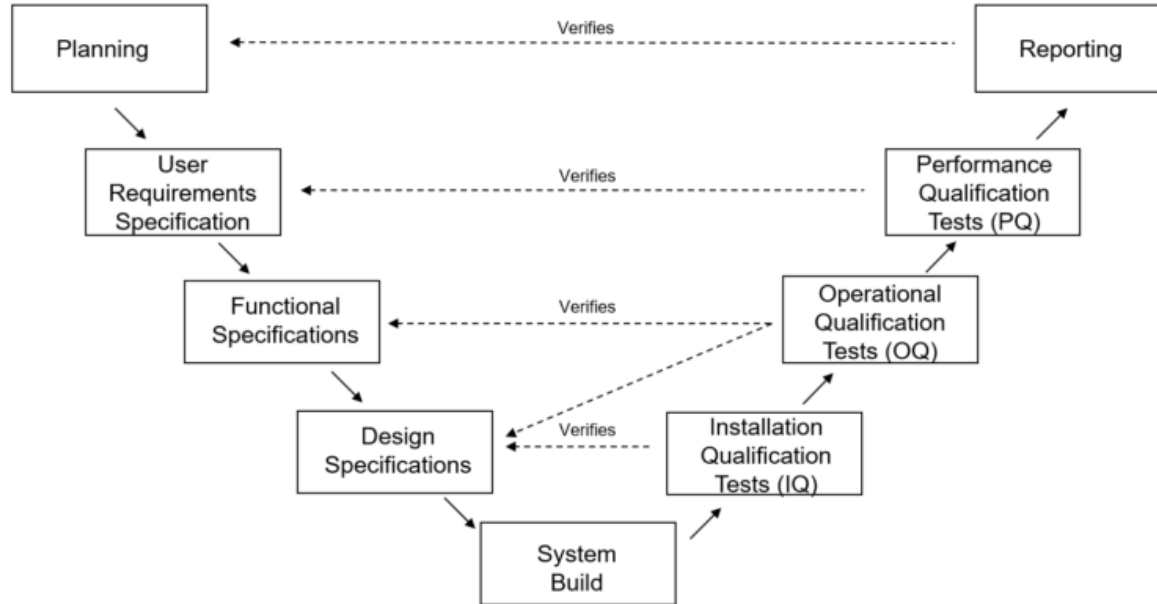 Verifies
Planning
Reporting
User
Requirements
Specification
Verifies
Performance
Qualification
Tests (PQ)
Functional
Specifications
Verifies
Operational
Qualification
Tests (OQ)
Design
Specifications
Verifies
Installation
Qualification
Tests (IQ)
System
Build